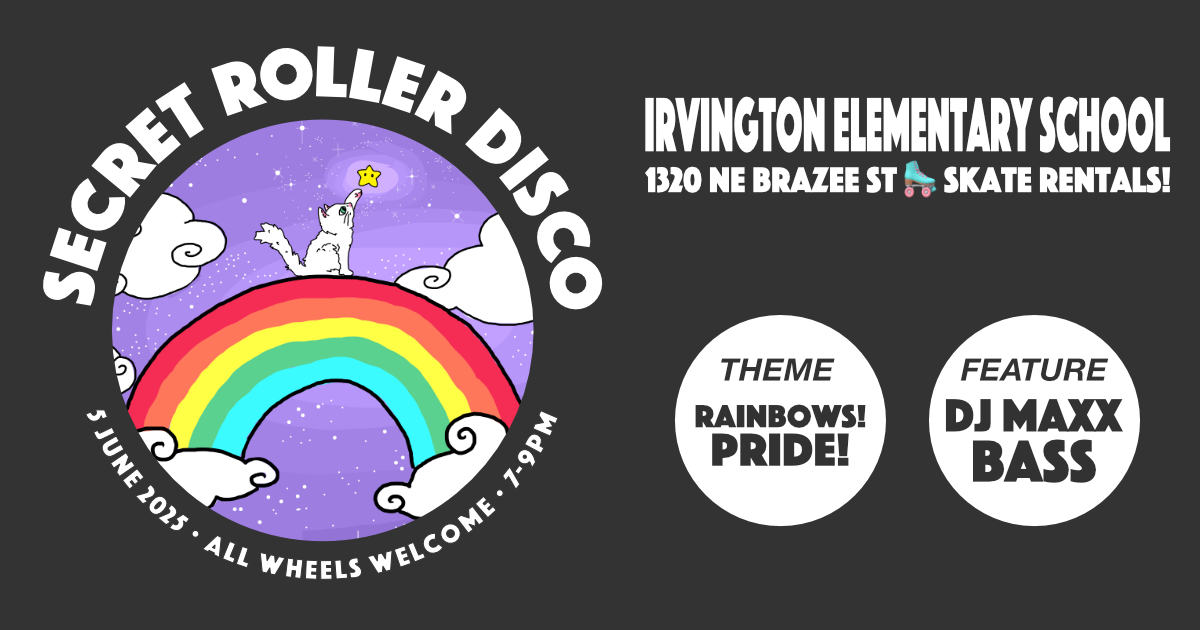 SECRET ROLLER DISCO
5 JUNE 2025 • ALL WHEELS WELCOME • 7-9PM
IRVINGTON ELEMENTARY SCHOOL
1320 NE BRAZEE ST 🛼 SKATE RENTALS!
THEME
RAINBOWS!
PRIDE!
FEATURE
DJ MAXX
BASS